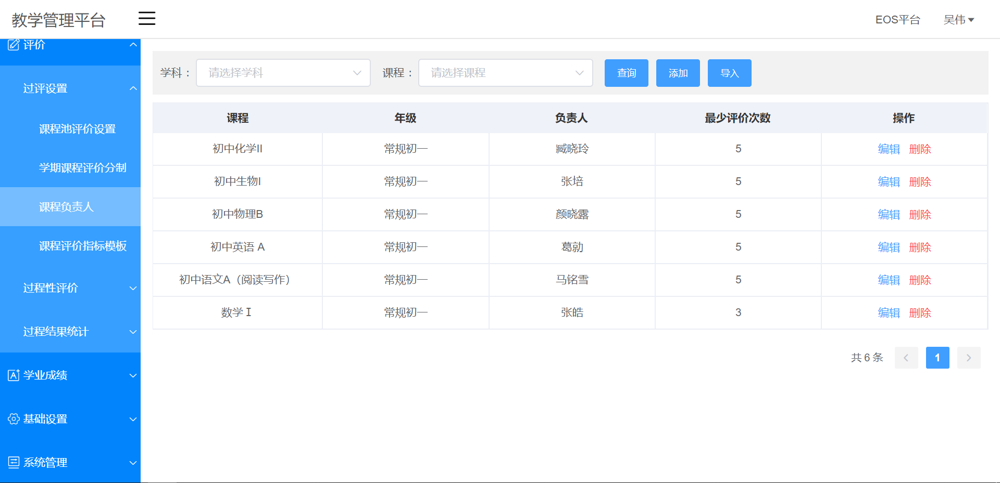 教学管理平台
EOS平台 吴伟
评价
过评设置
课程池评价设置
学期课程评价分制
课程负责人
课程评价指标模板
过程性评价
过程结果统计
学业成绩
基础设置
系统管理
学科： 请选择学科 课程： 请选择课程 查询 添加 导入
课程 年级 负责人 最少评价次数 操作
初中化学II 常规初一 臧晓玲 5 编辑 删除
初中生物I 常规初一 张培 5 编辑 删除
初中物理B 常规初一 颜晓露 5 编辑 删除
初中英语 A 常规初一 葛勍 5 编辑 删除
初中语文A（阅读写作） 常规初一 马铭雪 5 编辑 删除
数学 I 常规初一 张皓 3 编辑 删除
共 6 条 1